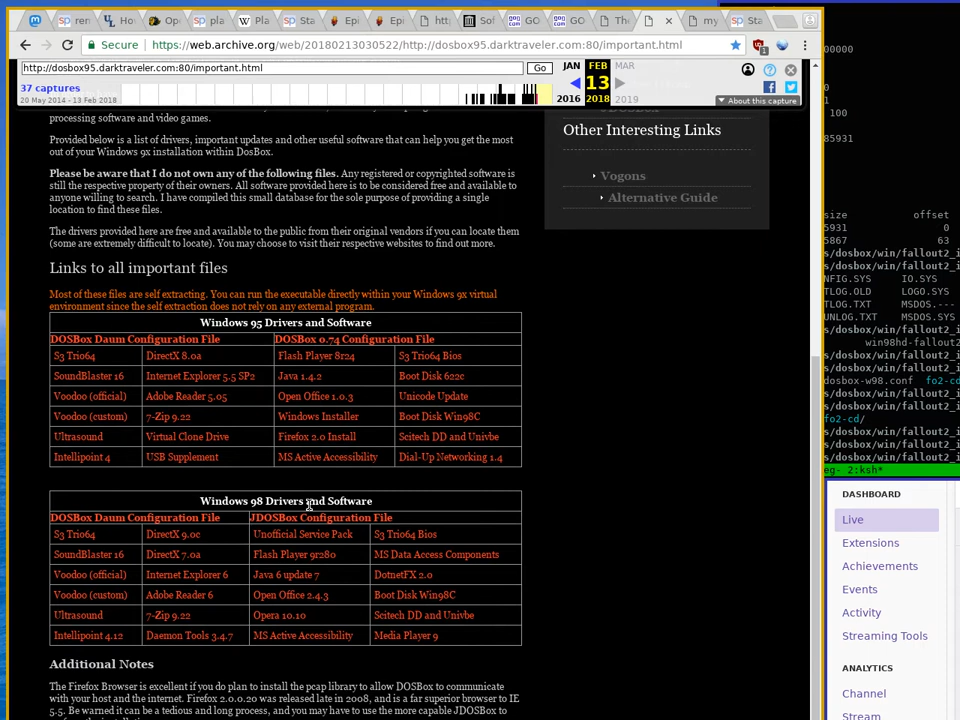 ren
Ho
Op
pla
Pla
Sta
Epi
Epi
htt
Sof
GO
GO
The
my
Sta
Secure
https://web.archive.org/web/20180213030522/http://dosbox95.darktraveler.com:80/important.html
http://dosbox95.darktraveler.com:80/important.html
Go
JAN
FEB
MAR
37 captures
13
20 May 2014 - 13 Feb 2018
2016
2018
2019
About this capture
processing software and video games.
Provided below is a list of drivers, important updates and other useful software that can help you get the most
out of your Windows 9x installation within DosBox.
Please be aware that I do not own any of the following files. Any registered or copyrighted software is
still the respective property of their owners. All software provided here is to be considered free and available to
anyone willing to search. I have compiled this small database for the sole purpose of providing a single
location to find these files.
The drivers provided here are free and available to the public from their original vendors if you can locate them
(some are extremely difficult to locate). You may choose to visit their respective websites to find out more.
Links to all important files
Most of these files are self extracting. You can run the executable directly within your Windows 9x virtual
environment since the self extraction does not rely on any external program.
Windows 95 Drivers and Software
DOSBox Daum Configuration File
DOSBox 0.74 Configuration File
S3 Trio64
DirectX 8.0a
Flash Player 8r24
S3 Trio64 Bios
SoundBlaster 16
Internet Explorer 5.5 SP2
Java 1.4.2
Boot Disk 622c
Voodoo (official)
Adobe Reader 5.05
Open Office 1.0.3
Unicode Update
Voodoo (custom)
7-Zip 9.22
Windows Installer
Boot Disk Win98C
Ultrasound
Virtual Clone Drive
Firefox 2.0 Install
Scitech DD and Univbe
Intellipoint 4
USB Supplement
MS Active Accessibility
Dial-Up Networking 1.4
Windows 98 Drivers and Software
DOSBox Daum Configuration File
JDOSBox Configuration File
S3 Trio64
DirectX 9.0c
Unofficial Service Pack
S3 Trio64 Bios
SoundBlaster 16
DirectX 7.0a
Flash Player 9r280
MS Data Access Components
Voodoo (official)
Internet Explorer 6
Java 6 update 7
DotnetFX 2.0
Voodoo (custom)
Adobe Reader 6
Open Office 2.4.3
Boot Disk Win98C
Ultrasound
7-Zip 9.22
Opera 10.10
Scitech DD and Univbe
Intellipoint 4.12
Daemon Tools 3.4.7
MS Active Accessibility
Media Player 9
Additional Notes
The Firefox Browser is excellent if you do plan to install the pcap library to allow DOSBox to communicate
with your host and the internet. Firefox 2.0.0.20 was released late in 2008, and is a far superior browser to IE
5.5. Be warned it can be a tedious and long process, and you may have to use the more capable JDOSBox to
Other Interesting Links
Vogons
Alternative Guide
00000
0
1
100
85931
size offset
5931 0
5867 63
s/dosbox/win/fallout2_i
s/dosbox/win/fallout2_i
NFIG.SYS IO.SYS
TLOG.OLD LOGO.SYS
TLOG.TXT MSDOS.---
UNLOG.TXT MSDOS.SYS
s/dosbox/win/fallout2_i
win98hd-fallout
s/dosbox/win/fallout2_i
s/dosbox/win/fallout2_i
dosbox-w98.conf fo2-cd
s/dosbox/win/fallout2_i
s/dosbox/win/fallout2_i
fo2-cd/
s/dosbox/win/fallout2_i
s/dosbox/win/fallout2_i
s/dosbox/win/fallout2_i
eg- 2:ksh*
DASHBOARD
Live
Extensions
Achievements
Events
Activity
Streaming Tools
ANALYTICS
Channel
Stream